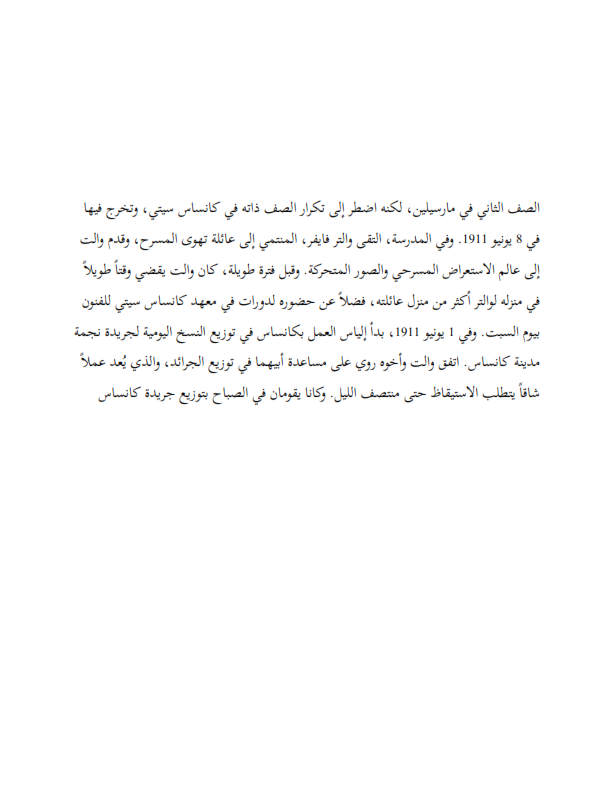 الصف الثاني في مارسيلين، لكنه اضطر إلى تكرار الصف ذاته في كانساس سيتي، وتخرج فيها
في 8 يونيو 1911. وفي المدرسة، التقى والتر فايفر، المنتمي إلى عائلة تهوى المسرح، وقدم والت
إلى عالم الاستعراض المسرحي والصور المتحركة. وقبل فترة طويلة، كان والت يقضي وقتاً طويلاً
في منزله لوالتر أكثر من منزل عائلته، فضلاً عن حضوره لدورات في معهد كانساس سيتي للفنون
بيوم السبت. وفي 1 يونيو 1911، بدأ إلياس العمل بكانساس في توزيع النسخ اليومية لجريدة نجمة
مدينة كانساس. اتفق والت وأخوه روي على مساعدة أبيهما في توزيع الجرائد، والذي يُعد عملاً
شاقاً يتطلب الاستيقاظ حتى منتصف الليل. وكانا يقومان في الصباح بتوزيع جريدة كانساس